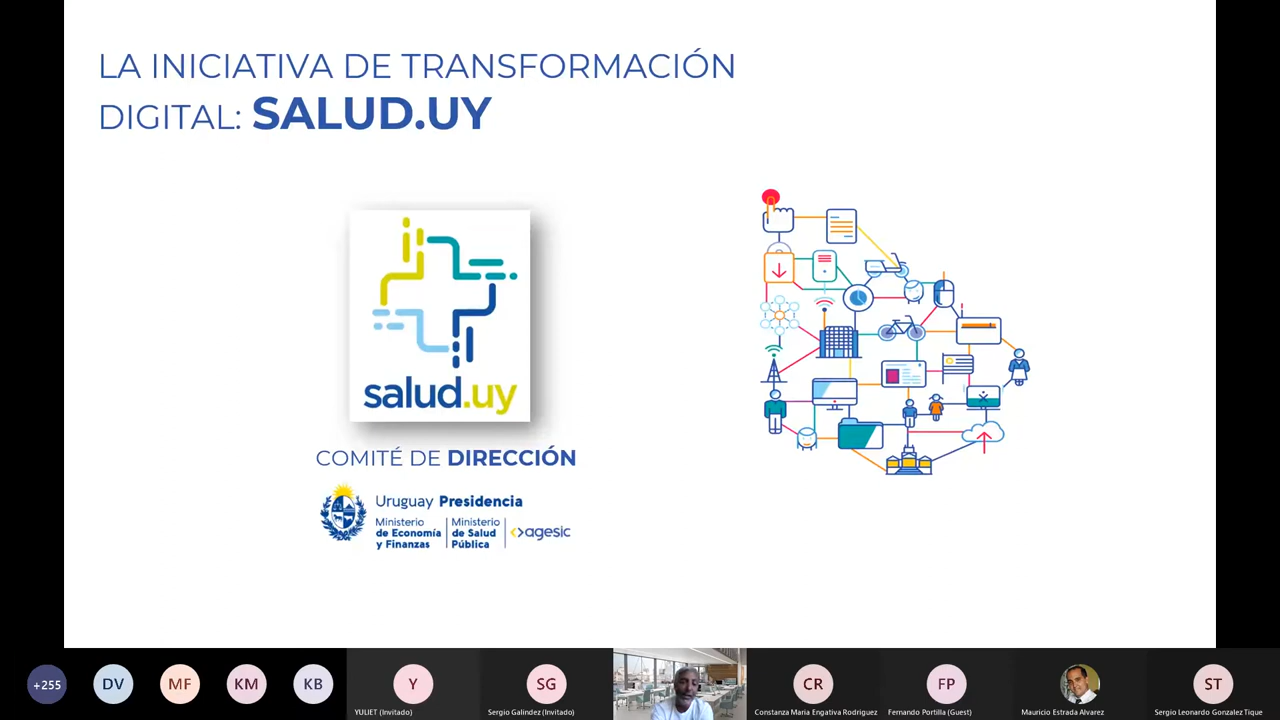 LA INICIATIVA DE TRANSFORMACIÓN
DIGITAL: SALUD.UY
salud.uy
COMITÉ DE DIRECCIÓN
Uruguay Presidencia
Ministerio
de Economía
y Finanzas
Ministerio
de Salud
Pública
agesic
+255
DV
MF
KM
KB
Y
SG
CR
FP
ST
YULIET (Invitado)
Sergio Galindez (Invitado)
Constanza Maria Engativa Rodriguez
Fernando Portilla (Guest)
Mauricio Estrada Alvarez
Sergio Leonardo Gonzalez Tique